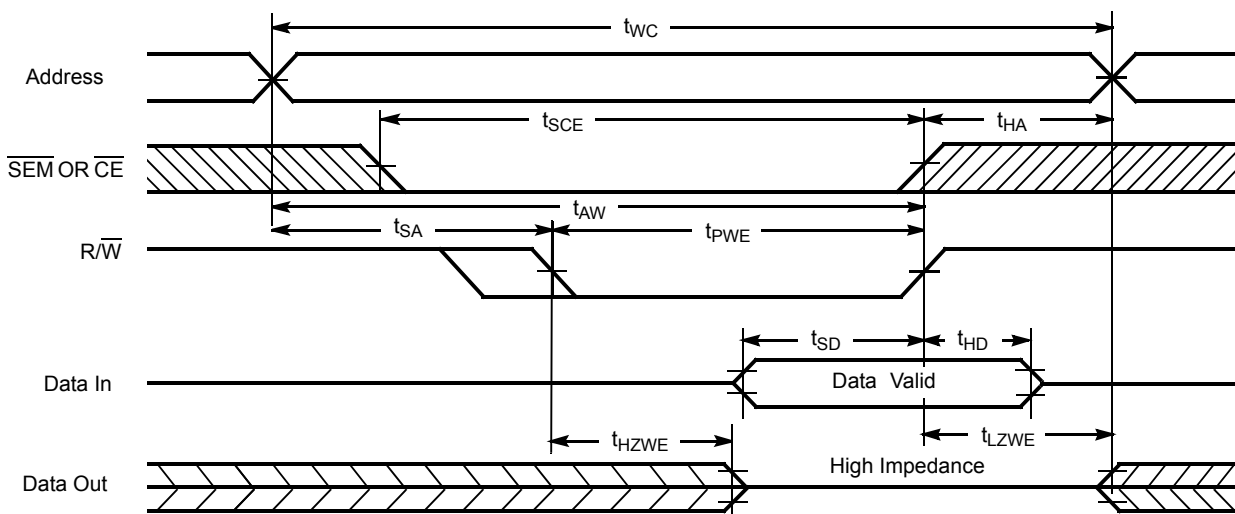 tWC
Address
tSCE
tHA
SEM OR CE
tAW
tSA
tPWE
R/W
tSD
tHD
Data In
Data Valid
tHZWE
tLZWE
High Impedance
Data Out